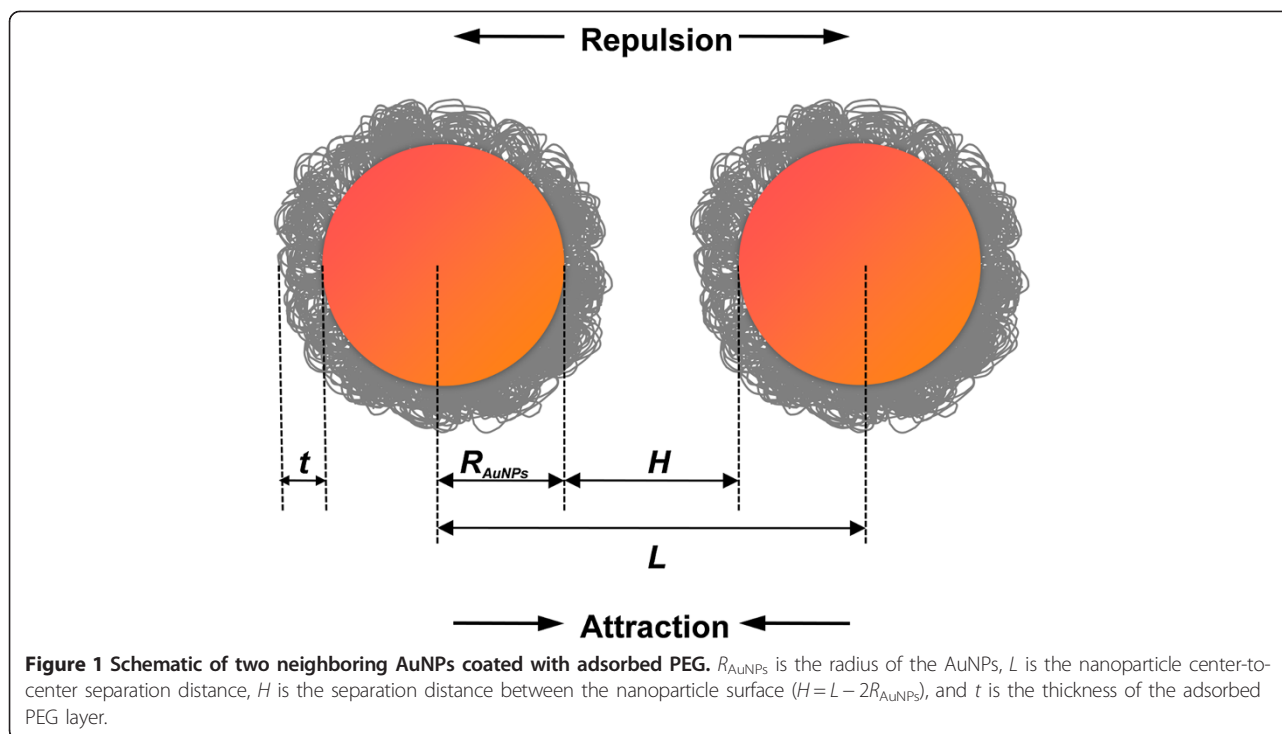 Repulsion
t
R_AuNPs
H
L
Attraction
Figure 1 Schematic of two neighboring AuNPs coated with adsorbed PEG. R_AuNPs is the radius of the AuNPs, L is the nanoparticle center-to-
center separation distance, H is the separation distance between the nanoparticle surface (H = L − 2R_AuNPs), and t is the thickness of the adsorbed
PEG layer.